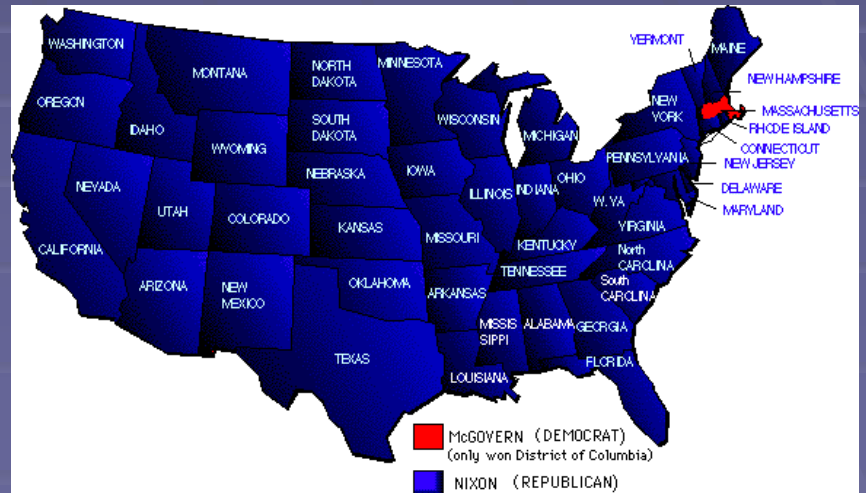 WASHINGTON
MONTANA
NORTH
DAKOTA
MINNESOTA
VERMONT
MAINE
NEW HAMPSHIRE
OREGON
IDAHO
SOUTH
DAKOTA
WISCONSIN
NEW
YORK
MASSACHUSETTS
RHODE ISLAND
WYOMING
MICHIGAN
CONNECTICUT
NEBRASKA
IOWA
PENNSYLVANIA
NEW JERSEY
NEVADA
UTAH
COLORADO
ILLINOIS
INDIANA
OHIO
DELAWARE
W. VA
MARYLAND
KANSAS
MISSOURI
VIRGINIA
CALIFORNIA
KENTUCKY
North
CAROLINA
TENNESSEE
ARIZONA
NEW
MEXICO
OKLAHOMA
ARKANSAS
South
CAROLINA
MISSIS
SIPPI
ALABAMA
GEORGIA
TEXAS
FLORIDA
LOUISIANA
McGOVERN (DEMOCRAT)
(only won District of Columbia)
NIXON (REPUBLICAN)